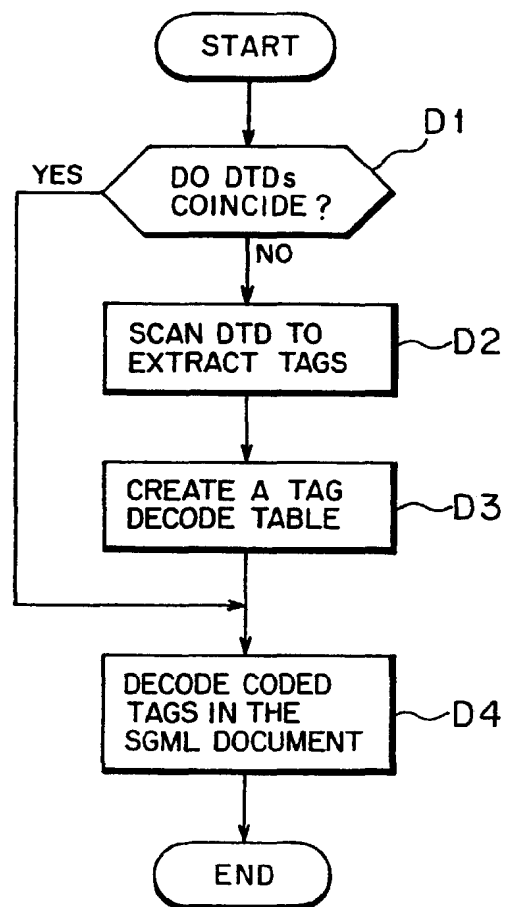 START
D1
YES
DO DTDs
COINCIDE?
NO
SCAN DTD TO
EXTRACT TAGS
D2
CREATE A TAG
DECODE TABLE
D3
DECODE CODED
TAGS IN THE
SGML DOCUMENT
D4
END